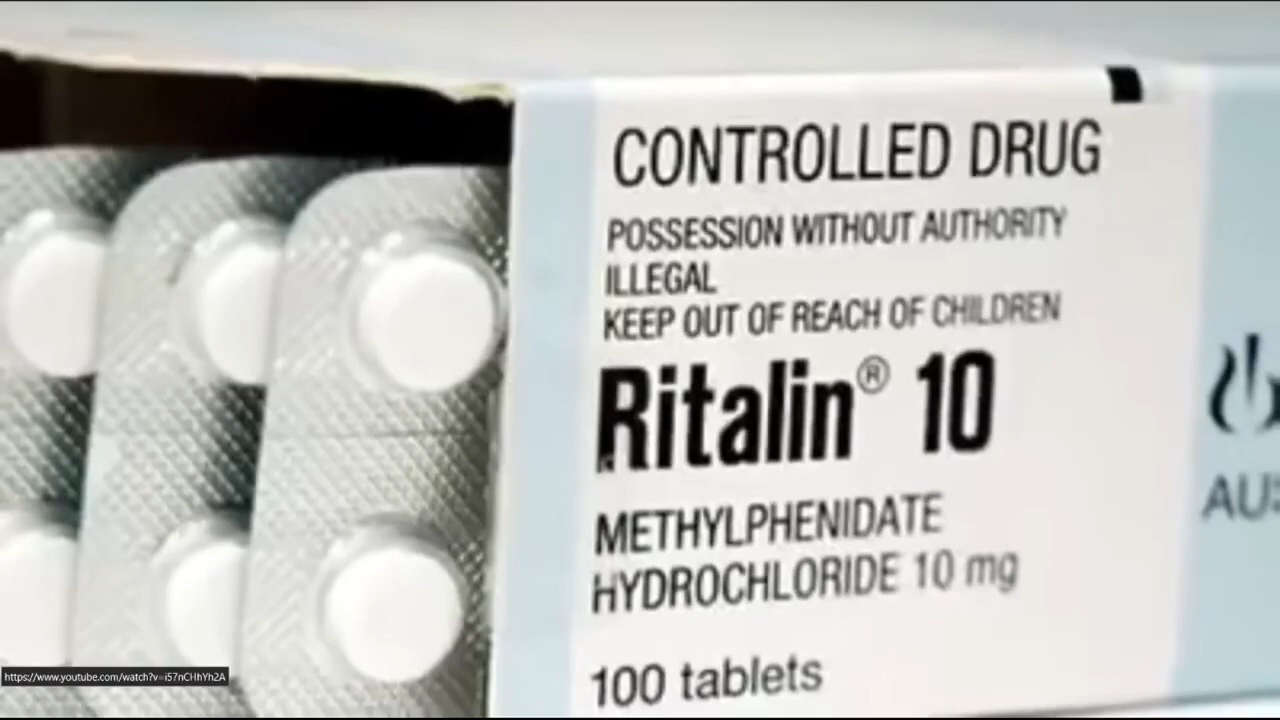 CONTROLLED DRUG
POSSESSION WITHOUT AUTHORITY
ILLEGAL
KEEP OUT OF REACH OF CHILDREN
Ritalin® 10
METHYLPHENIDATE
HYDROCHLORIDE 10 mg
100 tablets
AUS
https://www.youtube.com/watch?v=i57nCHhYh2A